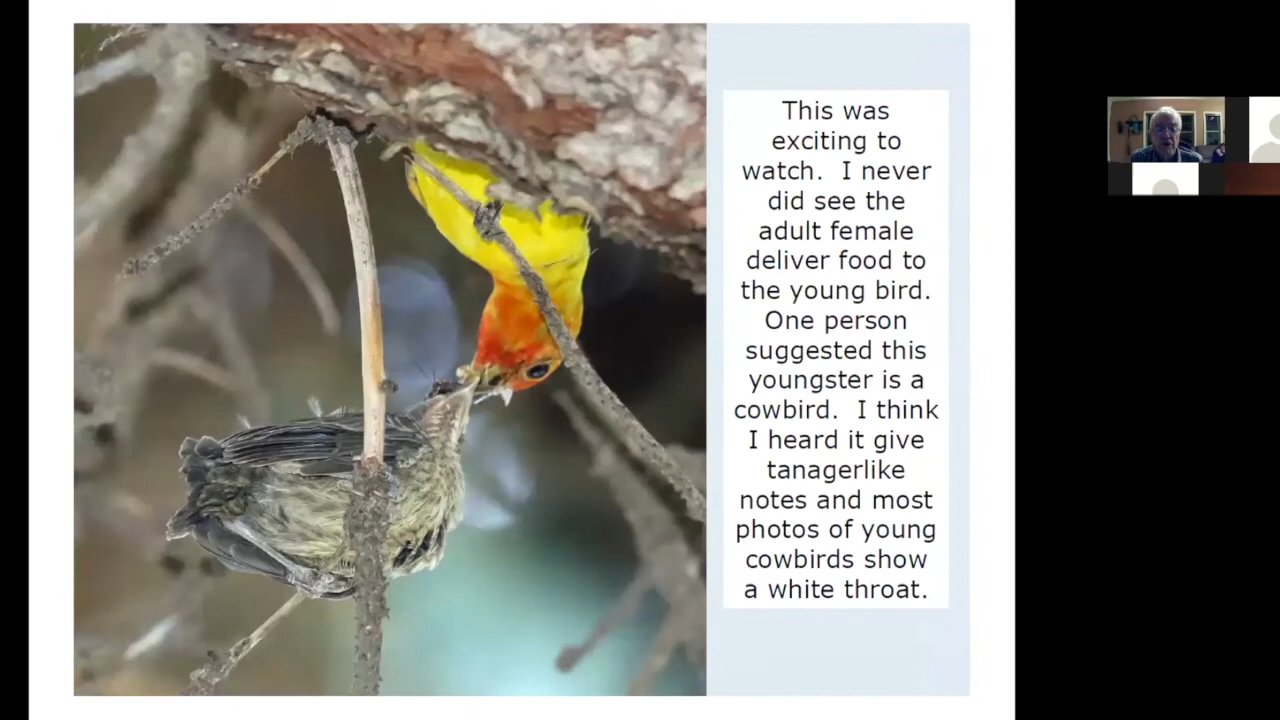 This was
exciting to
watch.  I never
did see the
adult female
deliver food to
the young bird.
One person
suggested this
youngster is a
cowbird.  I think
I heard it give
tanagerlike
notes and most
photos of young
cowbirds show
a white throat.